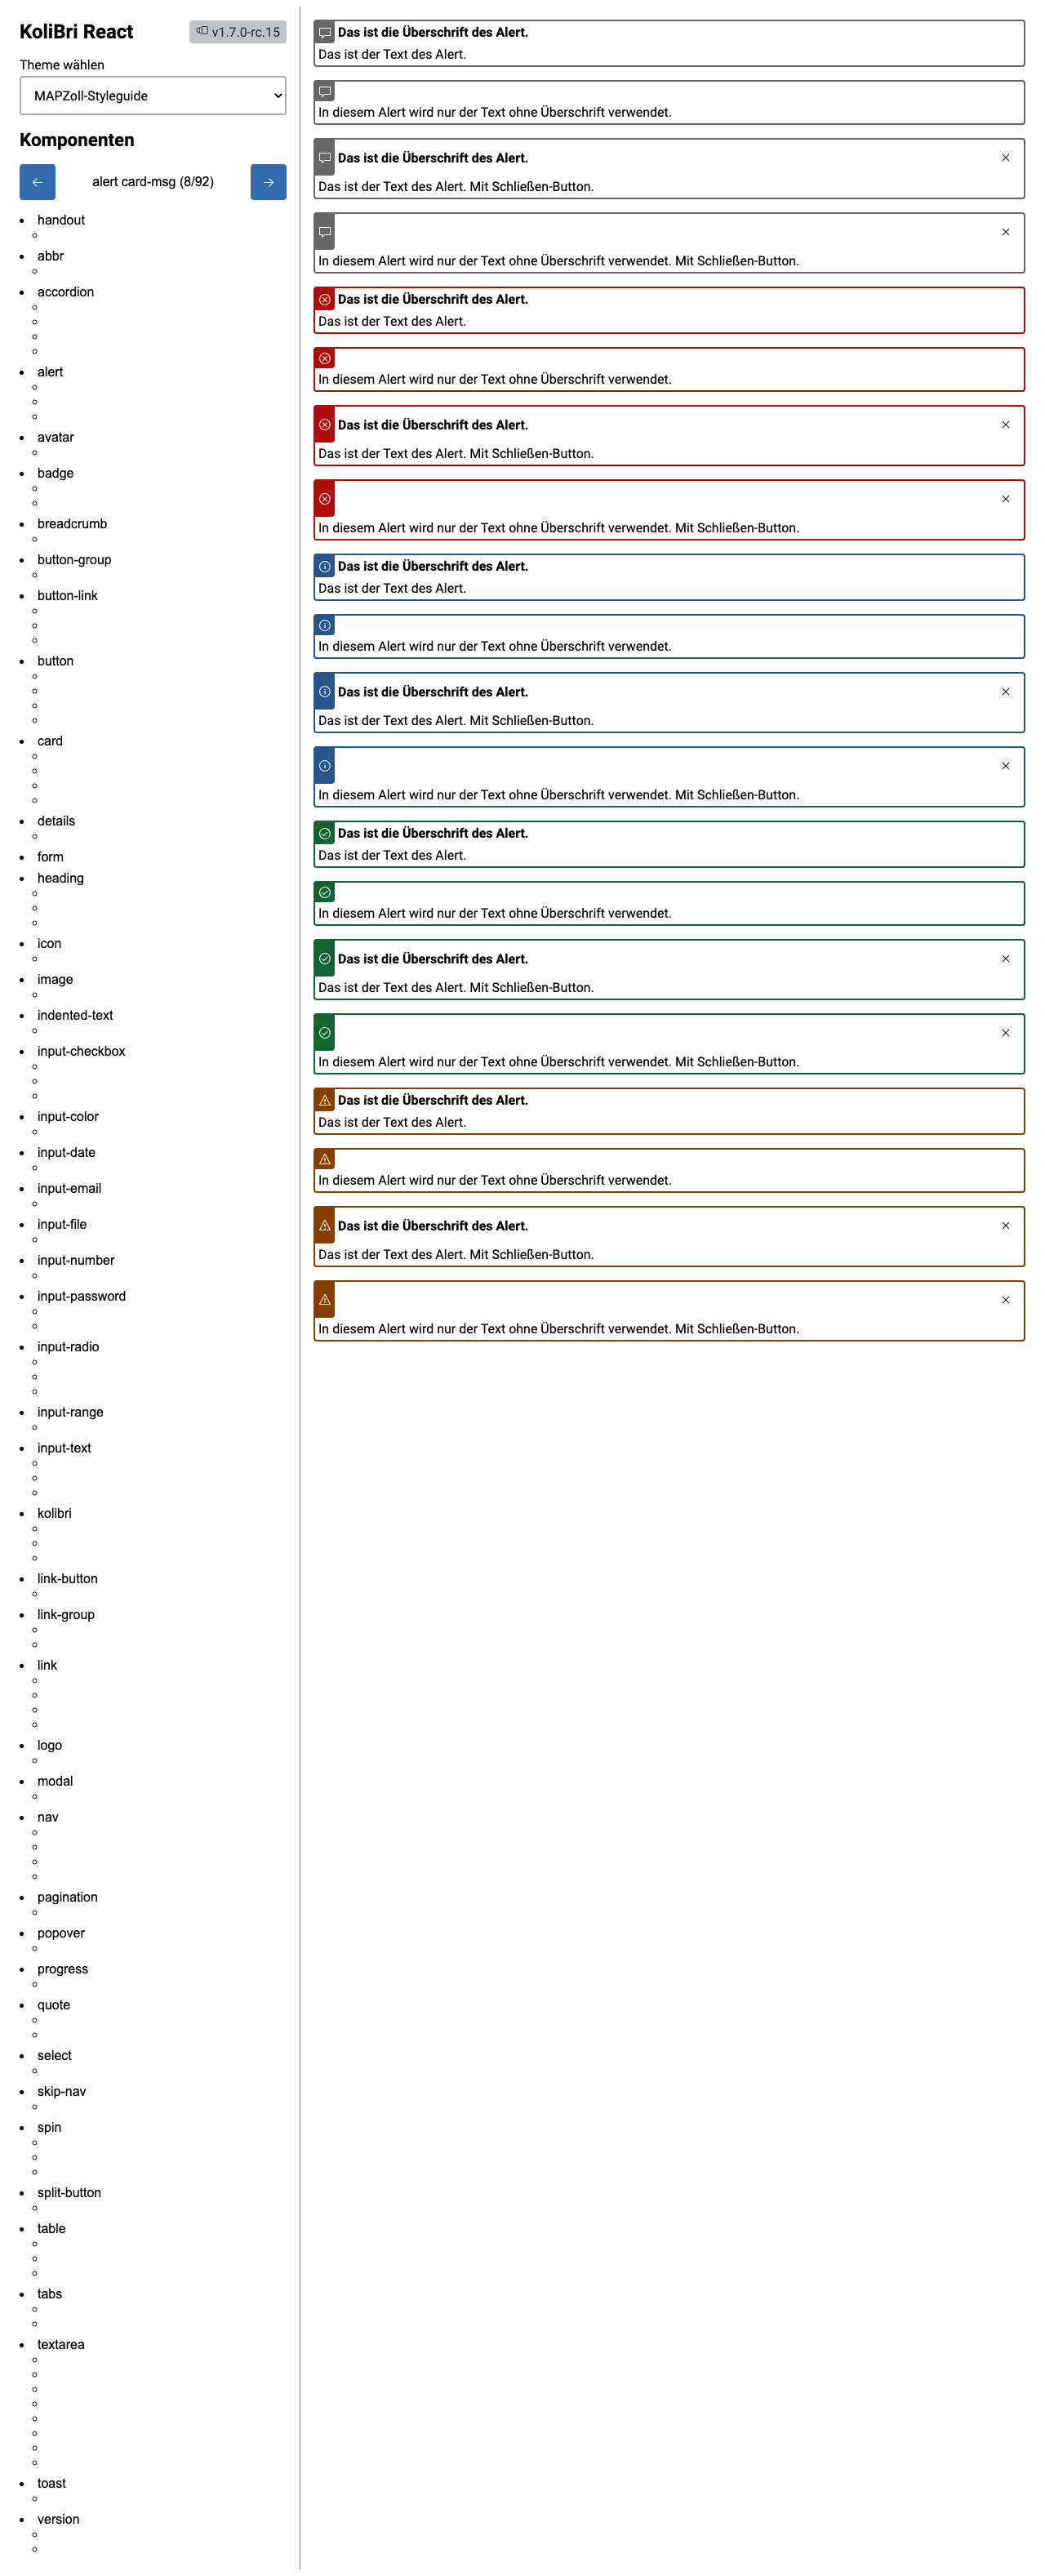 KoliBri React
v1.7.0-rc.15
Theme wählen
MAPZoll-Styleguide
Komponenten
alert card-msg (8/92)
handout
abbr
accordion
alert
avatar
badge
breadcrumb
button-group
button-link
button
card
details
form
heading
icon
image
indented-text
input-checkbox
input-color
input-date
input-email
input-file
input-number
input-password
input-radio
input-range
input-text
kolibri
link-button
link-group
link
logo
modal
nav
pagination
popover
progress
quote
select
skip-nav
spin
split-button
table
tabs
textarea
toast
version
Das ist die Überschrift des Alert.
Das ist der Text des Alert.
In diesem Alert wird nur der Text ohne Überschrift verwendet.
Das ist die Überschrift des Alert.
Das ist der Text des Alert. Mit Schließen-Button.
In diesem Alert wird nur der Text ohne Überschrift verwendet. Mit Schließen-Button.
Das ist die Überschrift des Alert.
Das ist der Text des Alert.
In diesem Alert wird nur der Text ohne Überschrift verwendet.
Das ist die Überschrift des Alert.
Das ist der Text des Alert. Mit Schließen-Button.
In diesem Alert wird nur der Text ohne Überschrift verwendet. Mit Schließen-Button.
Das ist die Überschrift des Alert.
Das ist der Text des Alert.
In diesem Alert wird nur der Text ohne Überschrift verwendet.
Das ist die Überschrift des Alert.
Das ist der Text des Alert. Mit Schließen-Button.
In diesem Alert wird nur der Text ohne Überschrift verwendet. Mit Schließen-Button.
Das ist die Überschrift des Alert.
Das ist der Text des Alert.
In diesem Alert wird nur der Text ohne Überschrift verwendet.
Das ist die Überschrift des Alert.
Das ist der Text des Alert. Mit Schließen-Button.
In diesem Alert wird nur der Text ohne Überschrift verwendet. Mit Schließen-Button.
Das ist die Überschrift des Alert.
Das ist der Text des Alert.
In diesem Alert wird nur der Text ohne Überschrift verwendet.
Das ist die Überschrift des Alert.
Das ist der Text des Alert. Mit Schließen-Button.
In diesem Alert wird nur der Text ohne Überschrift verwendet. Mit Schließen-Button.